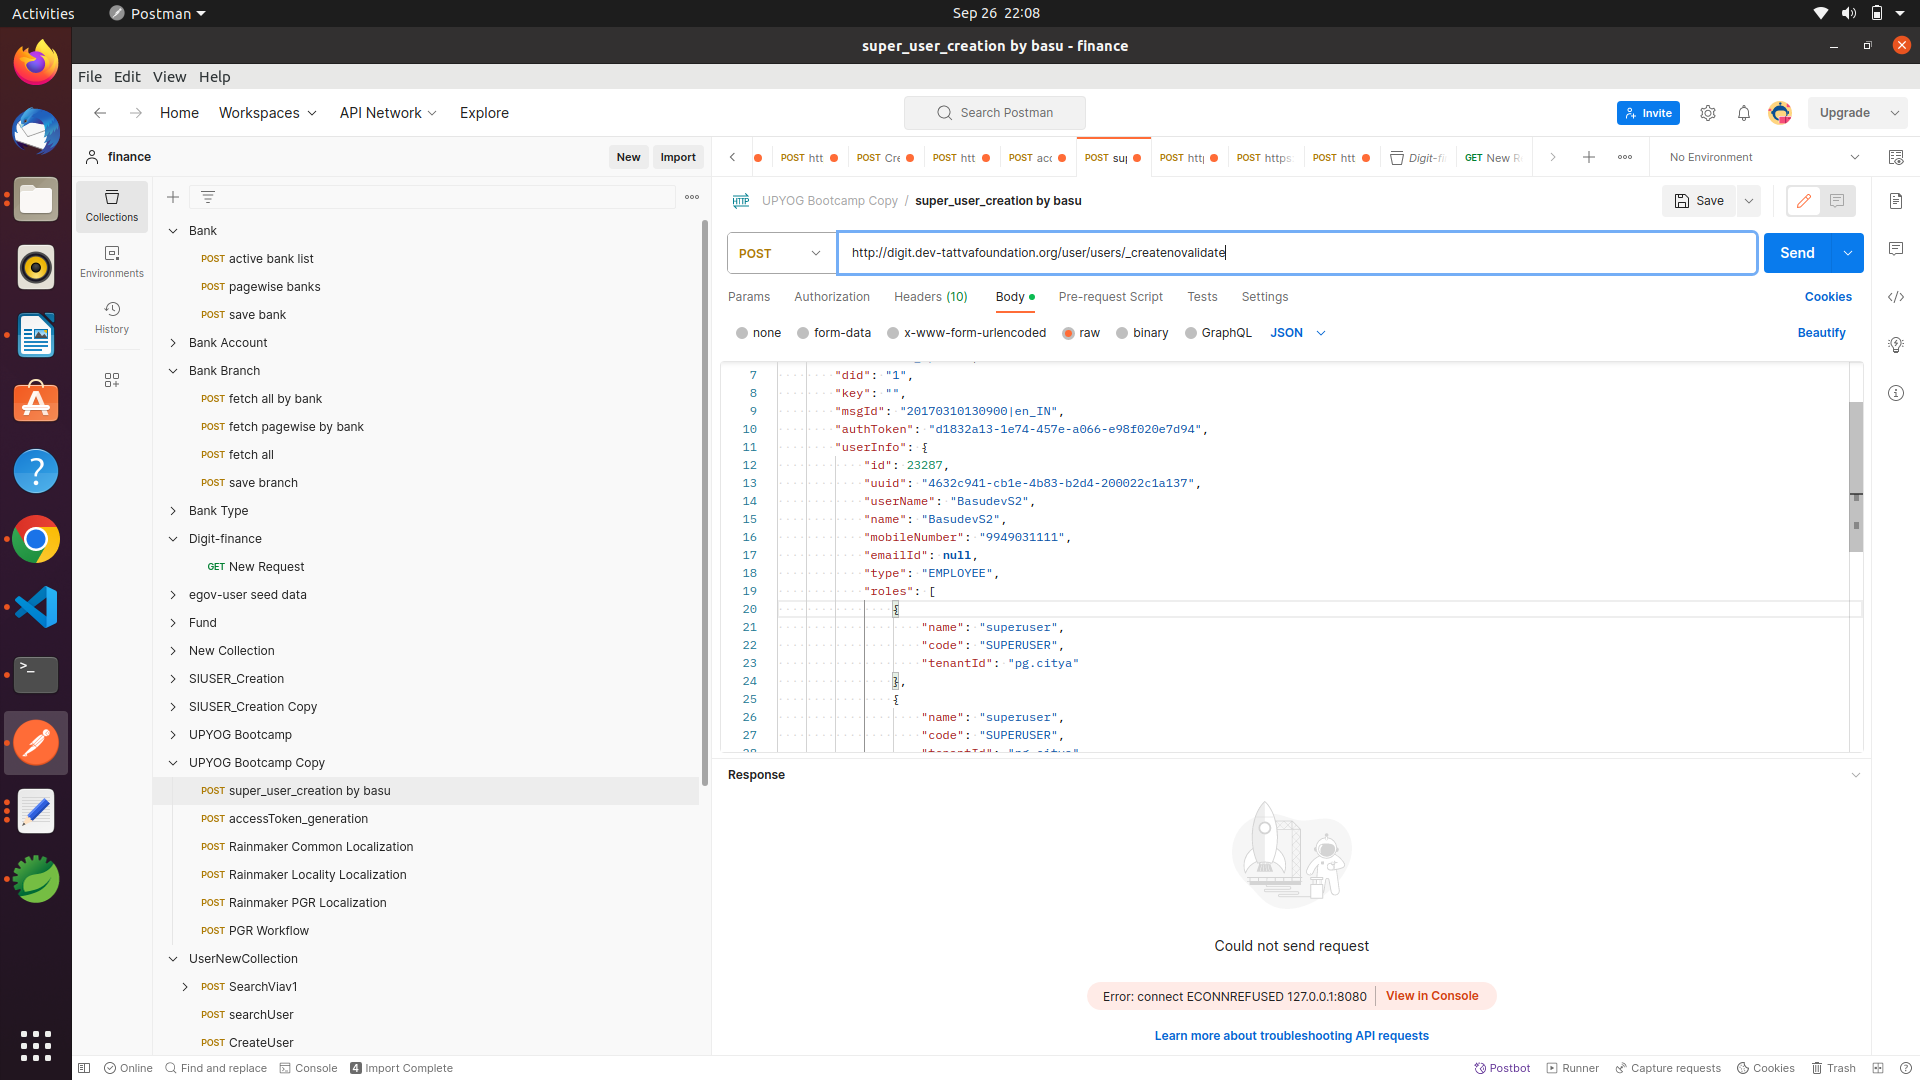 Activities
Postman
Sep 26 22:08
super_user_creation by basu - finance
File Edit View Help
Home Workspaces API Network Explore
Search Postman
Invite
Upgrade
finance
New Import
POST htt
POST Cre
POST htt
POST acc
POST sup
POST http
POST https
POST htt
Digit-fi
GET New R
No Environment
Collections
Environments
History
Bank
POST active bank list
POST pagewise banks
POST save bank
Bank Account
Bank Branch
POST fetch all by bank
POST fetch pagewise by bank
POST fetch all
POST save branch
Bank Type
Digit-finance
GET New Request
egov-user seed data
Fund
New Collection
SIUSER_Creation
SIUSER_Creation Copy
UPYOG Bootcamp
UPYOG Bootcamp Copy
POST super_user_creation by basu
POST accessToken_generation
POST Rainmaker Common Localization
POST Rainmaker Locality Localization
POST Rainmaker PGR Localization
POST PGR Workflow
UserNewCollection
POST SearchViav1
POST searchUser
POST CreateUser
HTTP UPYOG Bootcamp Copy / super_user_creation by basu
Save
POST http://digit.dev-tattvafoundation.org/user/users/_createnovalidate
Send
Params Authorization Headers (10) Body Pre-request Script Tests Settings
Cookies
none form-data x-www-form-urlencoded raw binary GraphQL JSON
Beautify
7 "did": "1",
8 "key": "",
9 "msgId": "20170310130900|en_IN",
10 "authToken": "d1832a13-1e74-457e-a066-e98f020e7d94",
11 "userInfo": {
12 "id": 23287,
13 "uuid": "4632c941-cb1e-4b83-b2d4-200022c1a137",
14 "userName": "BasudevS2",
15 "name": "BasudevS2",
16 "mobileNumber": "9949031111",
17 "emailId": null,
18 "type": "EMPLOYEE",
19 "roles": [
20 {
21 "name": "superuser",
22 "code": "SUPERUSER",
23 "tenantId": "pg.citya"
24 },
25 {
26 "name": "superuser",
27 "code": "SUPERUSER",
28 "tenantId": "pg.citya"
Response
Could not send request
Error: connect ECONNREFUSED 127.0.0.1:8080 View in Console
Learn more about troubleshooting API requests
Online Find and replace Console 4 Import Complete
Postbot Runner Capture requests Cookies Trash